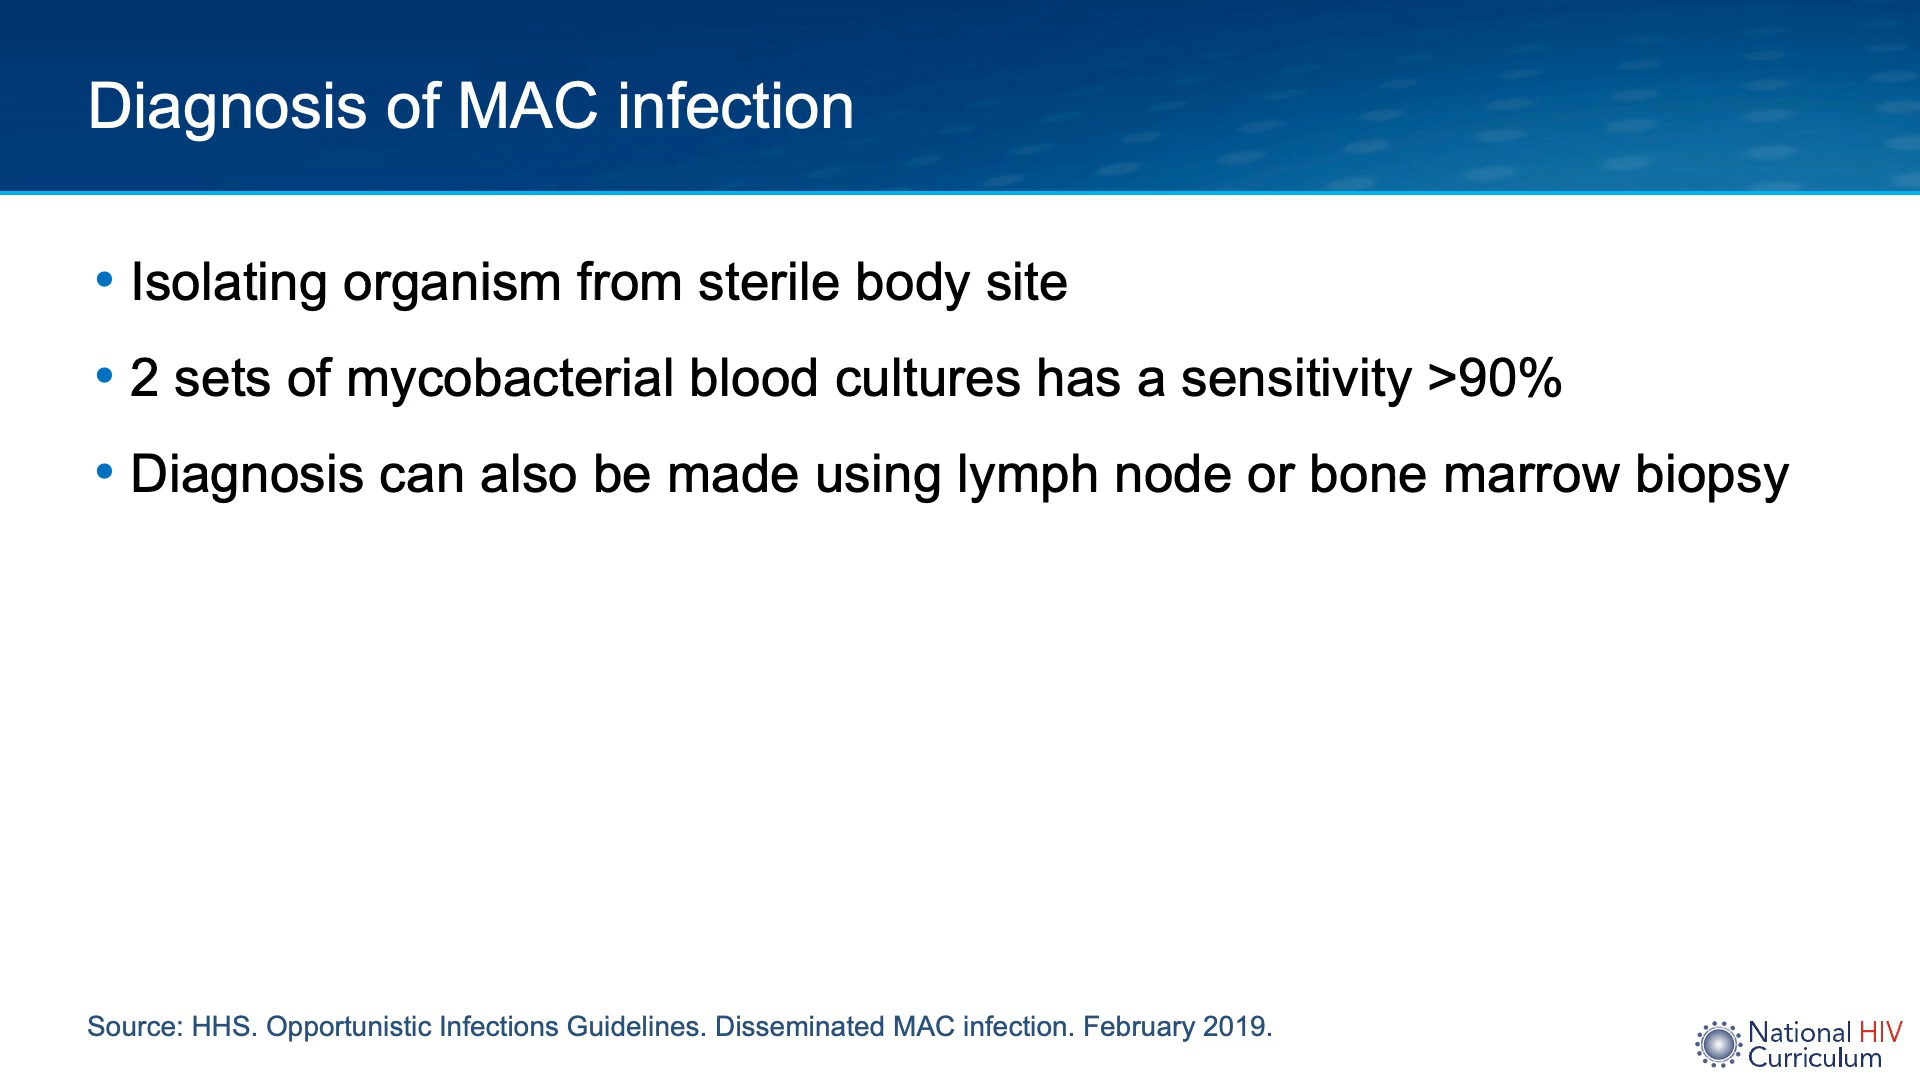 Diagnosis of MAC infection
• Isolating organism from sterile body site
• 2 sets of mycobacterial blood cultures has a sensitivity >90%
• Diagnosis can also be made using lymph node or bone marrow biopsy
Source: HHS. Opportunistic Infections Guidelines. Disseminated MAC infection. February 2019.
National HIV
Curriculum